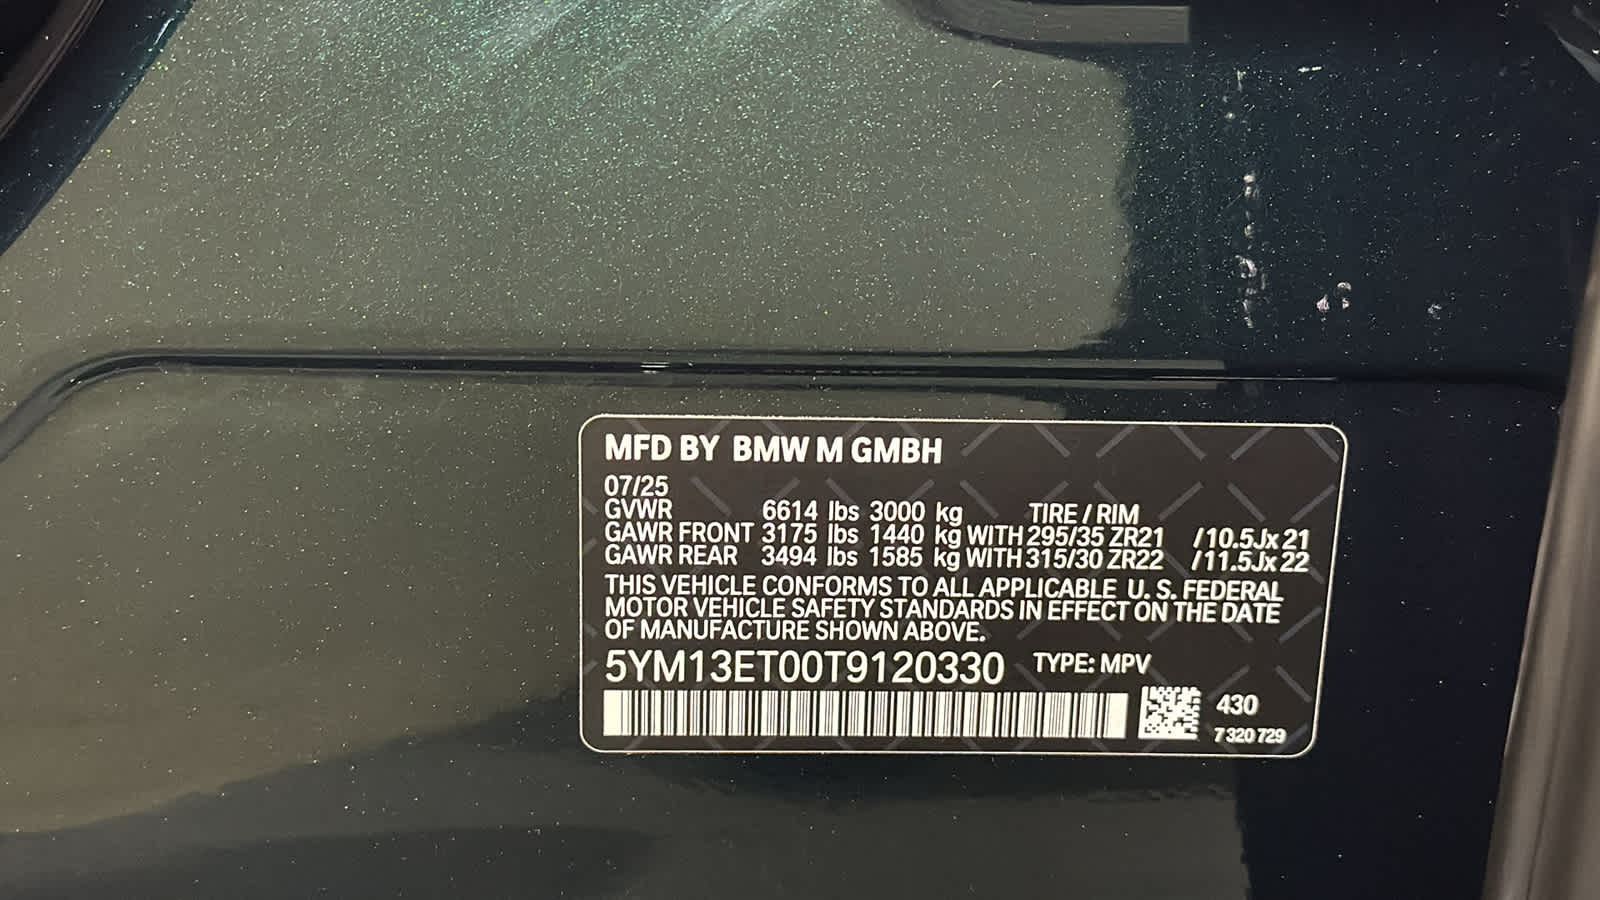 MFD BY BMW M GMBH
07/25
GVWR 6614 lbs 3000 kg TIRE / RIM
GAWR FRONT 3175 lbs 1440 kg WITH 295/35 ZR21 /10.5Jx 21
GAWR REAR 3494 lbs 1585 kg WITH 315/30 ZR22 /11.5Jx 22
THIS VEHICLE CONFORMS TO ALL APPLICABLE U. S. FEDERAL
MOTOR VEHICLE SAFETY STANDARDS IN EFFECT ON THE DATE
OF MANUFACTURE SHOWN ABOVE.
5YM13ET00T9120330 TYPE: MPV
430
7 320 729